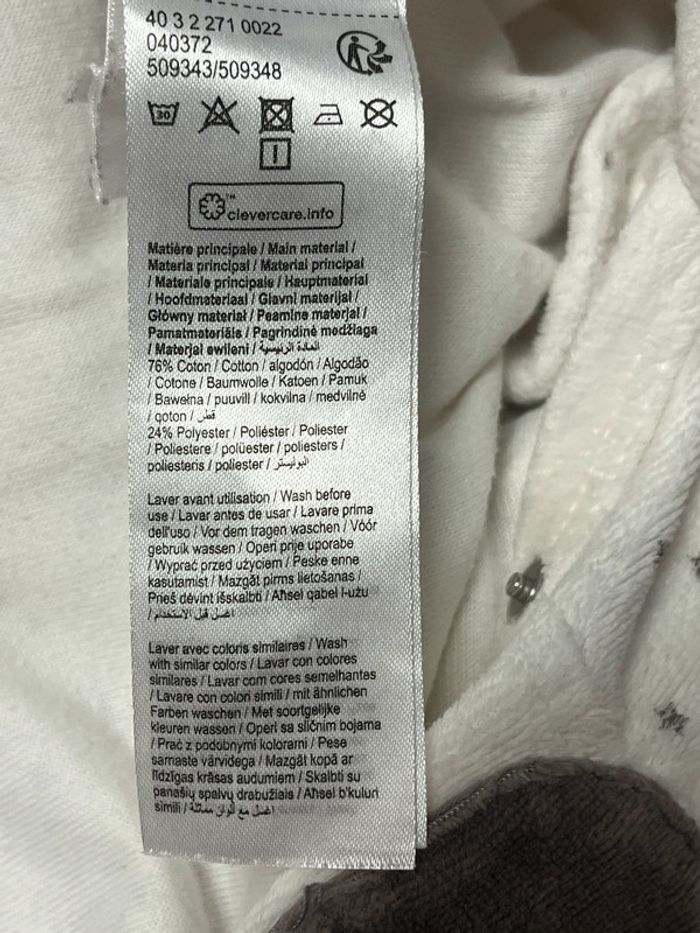 40 3 2 271 0022
040372
509343/509348
30
™
clevercare.info
Matière principale / Main material /
Materia principal / Material principal
/ Materiale principale / Hauptmaterial
/ Hoofdmateriaal / Glavni materijal /
Główny materiał / Peamine materjal /
Pamatmateriāls / Pagrindinė medžiaga
/ Materjal ewlieni / المادة الرئيسية
76% Coton / Cotton / algodón / Algodão
/ Cotone / Baumwolle / Katoen / Pamuk
/ Bawełna / puuvill / kokvilna / medvilnė
/ qoton / قطن
24% Polyester / Poliéster / Poliester
/ Poliestere / polüester / poliesters /
poliesteris / poliester / البوليستر
Laver avant utilisation / Wash before
use / Lavar antes de usar / Lavare prima
dell'uso / Vor dem tragen waschen / Vóór
gebruik wassen / Operi prije uporabe
/ Wyprać przed użyciem / Peske enne
kasutamist / Mazgāt pirms lietošanas /
Prieš dėvint išskalbti / Aħsel qabel l-użu
/ اغسل قبل الاستخدام
Laver avec coloris similaires / Wash
with similar colors / Lavar con colores
similares / Lavar com cores semelhantes
/ Lavare con colori simili / mit ähnlichen
Farben waschen / Met soortgelijke
kleuren wassen / Operi sa sličnim bojama
/ Prać z podobnymi kolorami / Pese
samaste värvidega / Mazgāt kopā ar
līdzīgas krāsas audumiem / Skalbti su
panašių spalvų drabužiais / Aħsel b'kuluri
simili / اغسل مع ألوان مماثلة